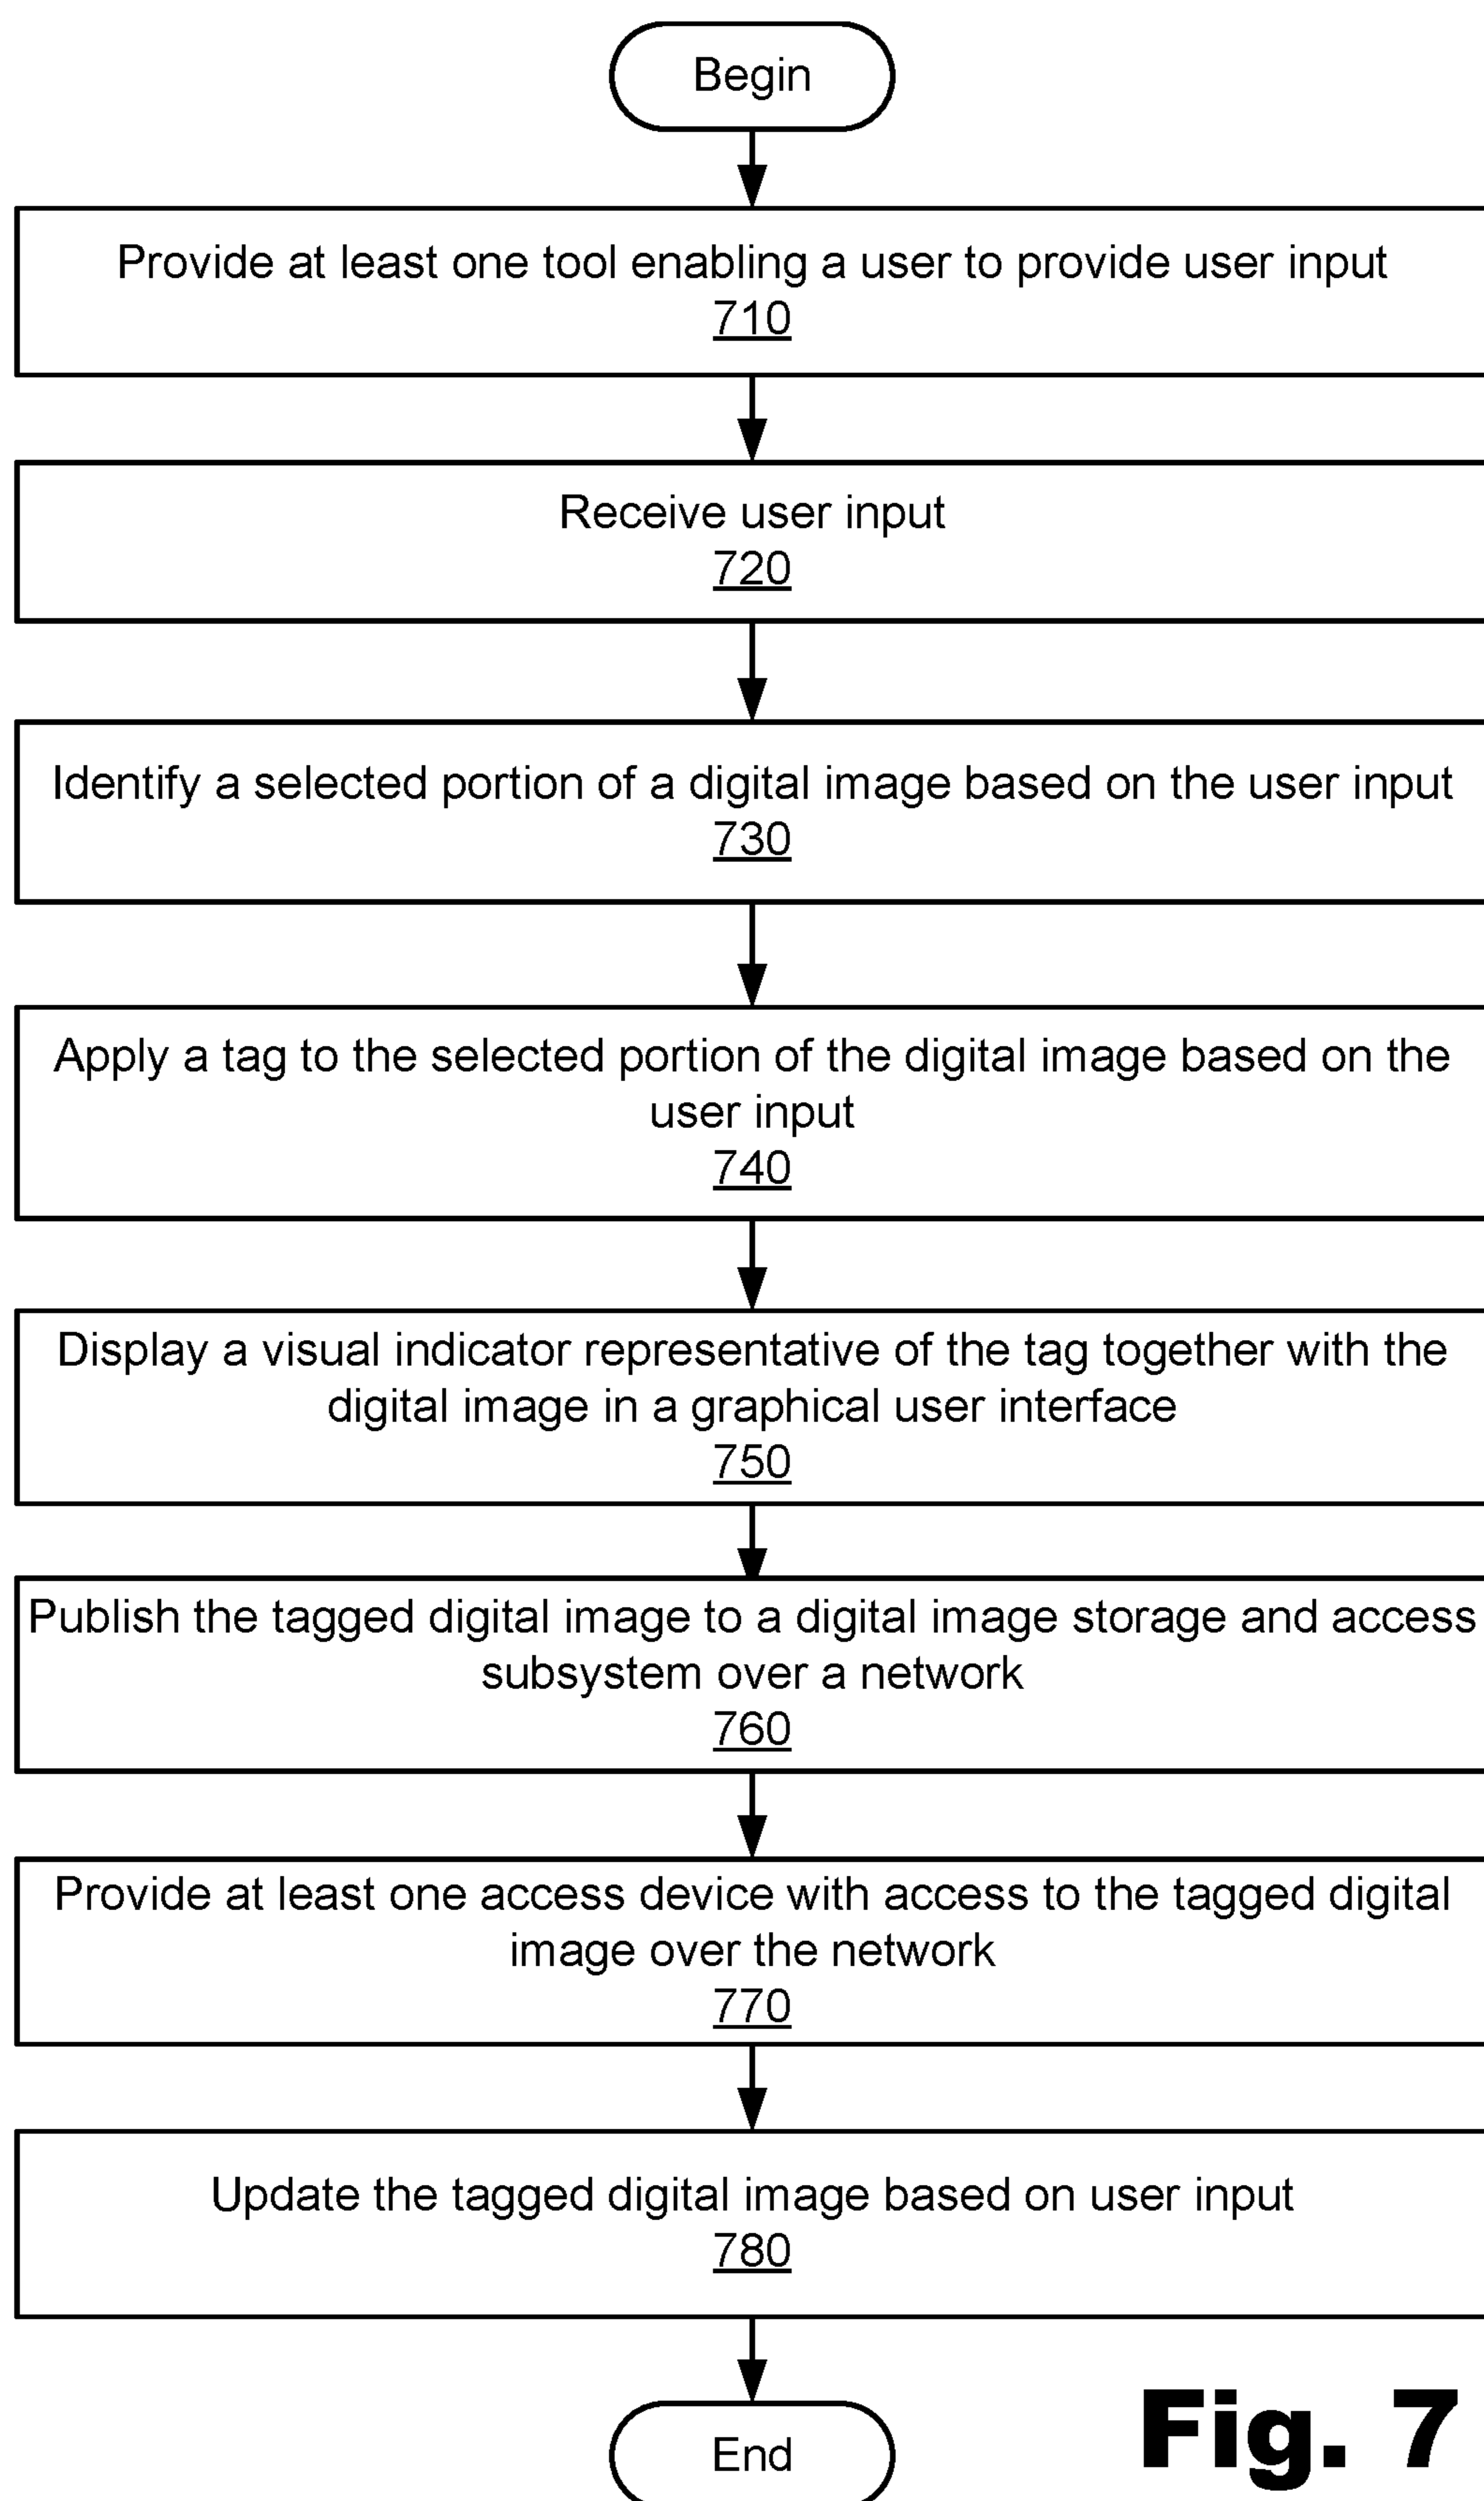 Begin
Provide at least one tool enabling a user to provide user input
710
Receive user input
720
Identify a selected portion of a digital image based on the user input
730
Apply a tag to the selected portion of the digital image based on the
user input
740
Display a visual indicator representative of the tag together with the
digital image in a graphical user interface
750
Publish the tagged digital image to a digital image storage and access
subsystem over a network
760
Provide at least one access device with access to the tagged digital
image over the network
770
Update the tagged digital image based on user input
780
End
Fig. 7